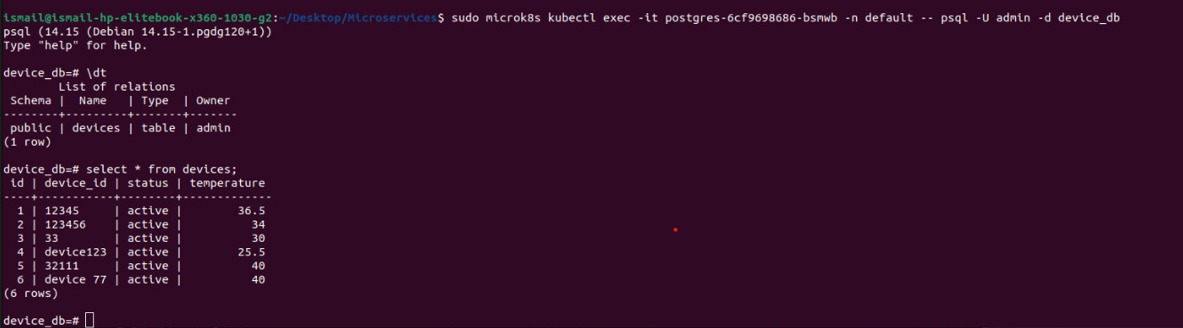 ismail@ismail-hp-elitebook-x360-1030-g2:~/Desktop/Microservices$ sudo microk8s kubectl exec -it postgres-6cf9698686-bsmwb -n default -- psql -U admin -d device_db
psql (14.15 (Debian 14.15-1.pgdg120+1))
Type "help" for help.

device_db=# \dt
        List of relations
 Schema |  Name   | Type  | Owner
--------+---------+-------+-------
 public | devices | table | admin
(1 row)

device_db=# select * from devices;
 id | device_id | status | temperature
----+-----------+--------+-------------
  1 | 12345     | active |        36.5
  2 | 123456    | active |          34
  3 | 33        | active |          30
  4 | device123 | active |        25.5
  5 | 32111     | active |          40
  6 | device 77 | active |          40
(6 rows)

device_db=#